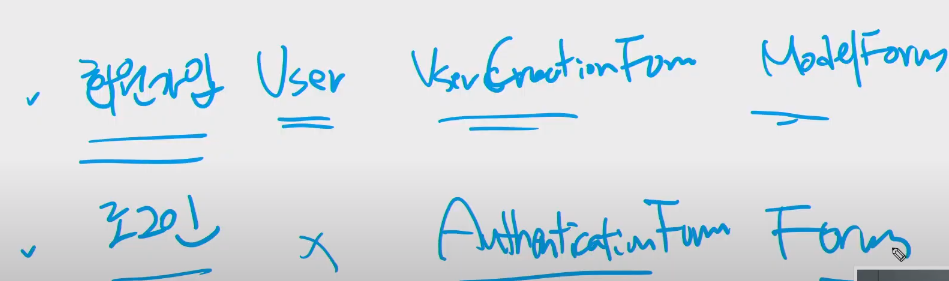 회원가입 User UserCreationForm ModelForm
로그인 X AuthenticationForm Form